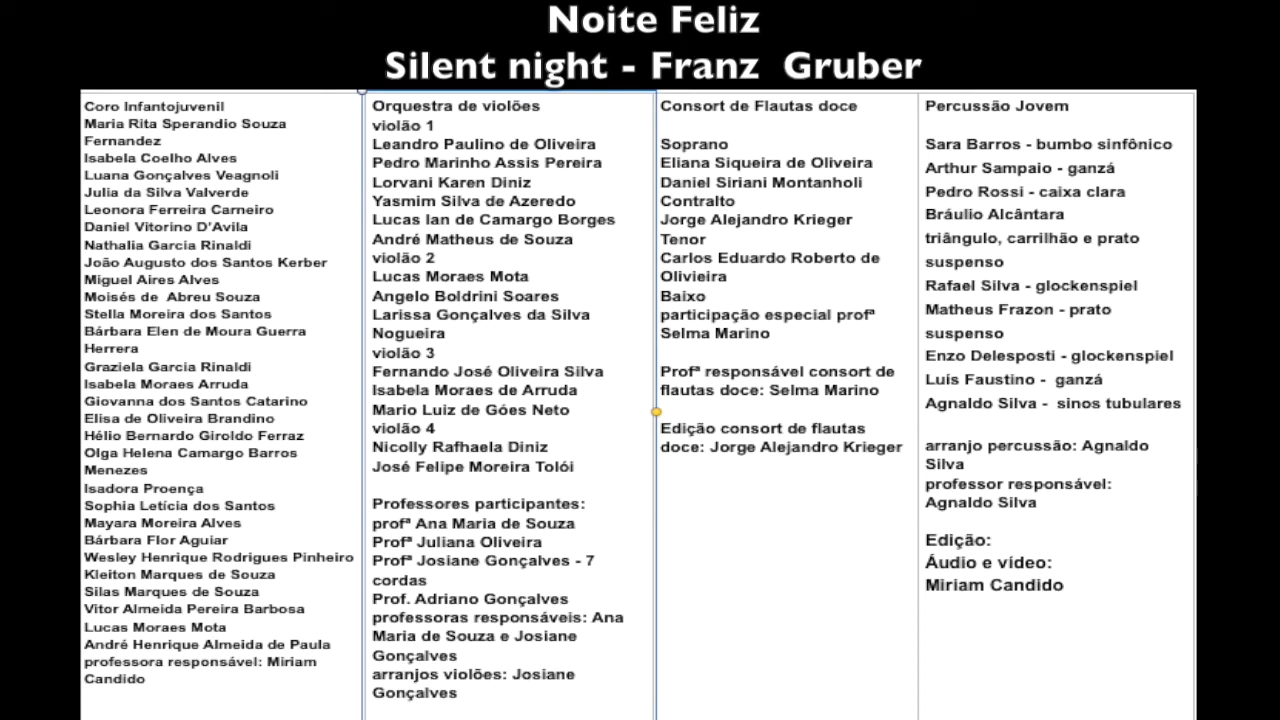 Noite Feliz
Silent night - Franz Gruber
Coro Infantojuvenil
Maria Rita Sperandio Souza
Fernandez
Isabela Coelho Alves
Luana Gonçalves Veagnoli
Julia da Silva Valverde
Leonora Ferreira Carneiro
Daniel Vitorino D'Avila
Nathalia Garcia Rinaldi
João Augusto dos Santos Kerber
Miguel Aires Alves
Moisés de Abreu Souza
Stella Moreira dos Santos
Bárbara Elen de Moura Guerra
Herrera
Graziela Garcia Rinaldi
Isabela Moraes Arruda
Giovanna dos Santos Catarino
Elisa de Oliveira Brandino
Hélio Bernardo Giroldo Ferraz
Olga Helena Camargo Barros
Menezes
Isadora Proença
Sophia Letícia dos Santos
Mayara Moreira Alves
Bárbara Flor Aguiar
Wesley Henrique Rodrigues Pinheiro
Kleiton Marques de Souza
Silas Marques de Souza
Vitor Almeida Pereira Barbosa
Lucas Moraes Mota
André Henrique Almeida de Paula
professora responsável: Miriam
Candido
Orquestra de violões
violão 1
Leandro Paulino de Oliveira
Pedro Marinho Assis Pereira
Lorvani Karen Diniz
Yasmim Silva de Azeredo
Lucas Ian de Camargo Borges
André Matheus de Souza
violão 2
Lucas Moraes Mota
Angelo Boldrini Soares
Larissa Gonçalves da Silva
Nogueira
violão 3
Fernando José Oliveira Silva
Isabela Moraes de Arruda
Mario Luiz de Góes Neto
violão 4
Nicolly Rafhaela Diniz
José Felipe Moreira Tolói
Professores participantes:
profª Ana Maria de Souza
Profª Juliana Oliveira
Profª Josiane Gonçalves - 7
cordas
Prof. Adriano Gonçalves
professoras responsáveis: Ana
Maria de Souza e Josiane
Gonçalves
arranjos violões: Josiane
Gonçalves
Consort de Flautas doce
Soprano
Eliana Siqueira de Oliveira
Daniel Siriani Montanholi
Contralto
Jorge Alejandro Krieger
Tenor
Carlos Eduardo Roberto de
Olivieira
Baixo
participação especial profª
Selma Marino
Profª responsável consort de
flautas doce: Selma Marino
Edição consort de flautas
doce: Jorge Alejandro Krieger
Percussão Jovem
Sara Barros - bumbo sinfônico
Arthur Sampaio - ganzá
Pedro Rossi - caixa clara
Bráulio Alcântara
triângulo, carrilhão e prato
suspenso
Rafael Silva - glockenspiel
Matheus Frazon - prato
suspenso
Enzo Delesposti - glockenspiel
Luís Faustino - ganzá
Agnaldo Silva - sinos tubulares
arranjo percussão: Agnaldo
Silva
professor responsável:
Agnaldo Silva
Edição:
Áudio e vídeo:
Miriam Candido